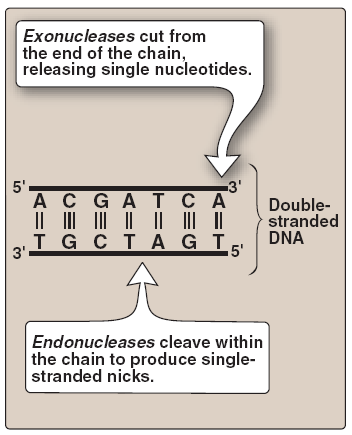 Exonucleases cut from
the end of the chain,
releasing single nucleotides.
5' 3'
A C G A T C A
T G C T A G T
3' 5'
Double-
stranded
DNA
Endonucleases cleave within
the chain to produce single-
stranded nicks.